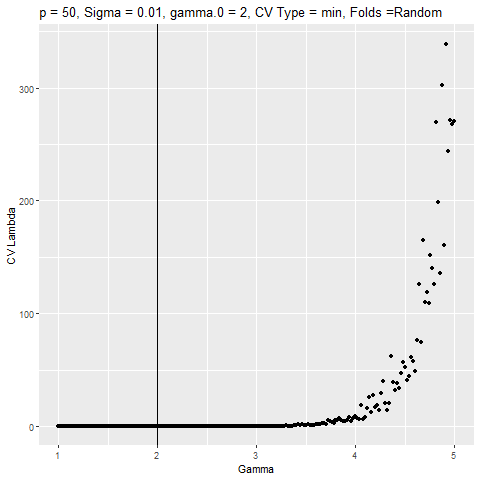 p = 50, Sigma = 0.01, gamma.0 = 2, CV Type = min, Folds =Random
300
200
100
0
CV Lambda
1 2 3 4 5
Gamma